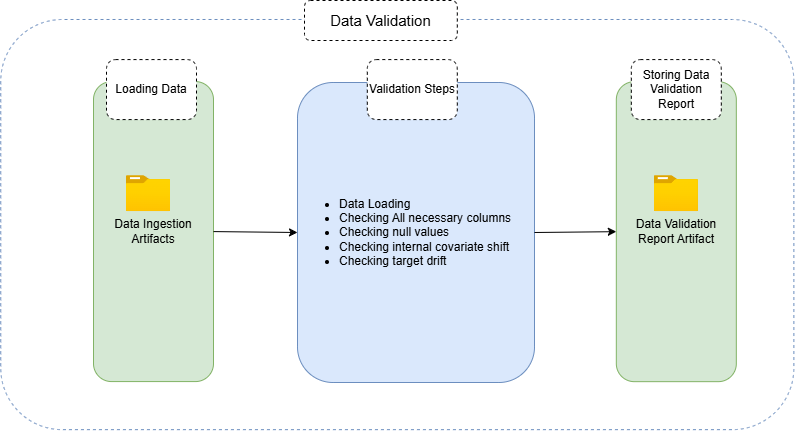 Data Validation
Loading Data
Data Ingestion
Artifacts
Validation Steps
• Data Loading
• Checking All necessary columns
• Checking null values
• Checking internal covariate shift
• Checking target drift
Storing Data
Validation
Report
Data Validation
Report Artifact